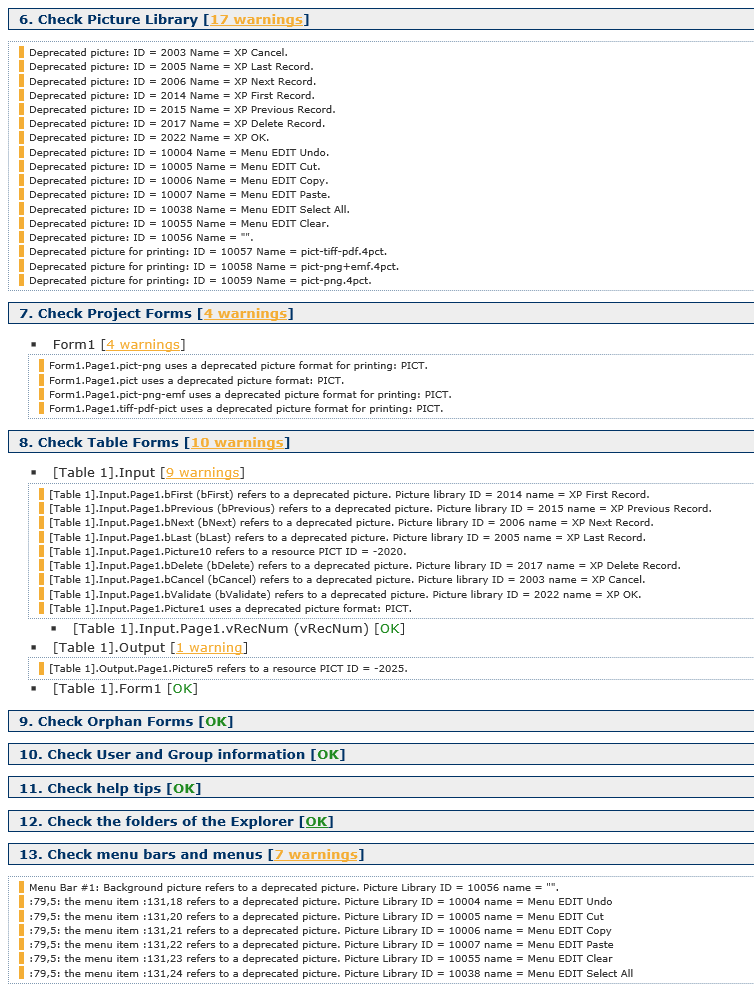 6. Check Picture Library [17 warnings]
Deprecated picture: ID = 2003 Name = XP Cancel.
Deprecated picture: ID = 2005 Name = XP Last Record.
Deprecated picture: ID = 2006 Name = XP Next Record.
Deprecated picture: ID = 2014 Name = XP First Record.
Deprecated picture: ID = 2015 Name = XP Previous Record.
Deprecated picture: ID = 2017 Name = XP Delete Record.
Deprecated picture: ID = 2022 Name = XP OK.
Deprecated picture: ID = 10004 Name = Menu EDIT Undo.
Deprecated picture: ID = 10005 Name = Menu EDIT Cut.
Deprecated picture: ID = 10006 Name = Menu EDIT Copy.
Deprecated picture: ID = 10007 Name = Menu EDIT Paste.
Deprecated picture: ID = 10038 Name = Menu EDIT Select All.
Deprecated picture: ID = 10055 Name = Menu EDIT Clear.
Deprecated picture: ID = 10056 Name = "".
Deprecated picture for printing: ID = 10057 Name = pict-tiff-pdf.4pct.
Deprecated picture for printing: ID = 10058 Name = pict-png+emf.4pct.
Deprecated picture for printing: ID = 10059 Name = pict-png.4pct.
7. Check Project Forms [4 warnings]
Form1 [4 warnings]
Form1.Page1.pict-png uses a deprecated picture format for printing: PICT.
Form1.Page1.pict uses a deprecated picture format: PICT.
Form1.Page1.pict-png-emf uses a deprecated picture format for printing: PICT.
Form1.Page1.tiff-pdf-pict uses a deprecated picture format for printing: PICT.
8. Check Table Forms [10 warnings]
[Table 1].Input [9 warnings]
[Table 1].Input.Page1.bFirst (bFirst) refers to a deprecated picture. Picture library ID = 2014 name = XP First Record.
[Table 1].Input.Page1.bPrevious (bPrevious) refers to a deprecated picture. Picture library ID = 2015 name = XP Previous Record.
[Table 1].Input.Page1.bNext (bNext) refers to a deprecated picture. Picture library ID = 2006 name = XP Next Record.
[Table 1].Input.Page1.bLast (bLast) refers to a deprecated picture. Picture library ID = 2005 name = XP Last Record.
[Table 1].Input.Page1.Picture10 refers to a resource PICT ID = -2020.
[Table 1].Input.Page1.bDelete (bDelete) refers to a deprecated picture. Picture library ID = 2017 name = XP Delete Record.
[Table 1].Input.Page1.bCancel (bCancel) refers to a deprecated picture. Picture library ID = 2003 name = XP Cancel.
[Table 1].Input.Page1.bValidate (bValidate) refers to a deprecated picture. Picture library ID = 2022 name = XP OK.
[Table 1].Input.Page1.Picture1 uses a deprecated picture format: PICT.
[Table 1].Input.Page1.vRecNum (vRecNum) [OK]
[Table 1].Output [1 warning]
[Table 1].Output.Page1.Picture5 refers to a resource PICT ID = -2025.
[Table 1].Form1 [OK]
9. Check Orphan Forms [OK]
10. Check User and Group information [OK]
11. Check help tips [OK]
12. Check the folders of the Explorer [OK]
13. Check menu bars and menus [7 warnings]
Menu Bar #1: Background picture refers to a deprecated picture. Picture Library ID = 10056 name = "".
:79,5: the menu item :131,18 refers to a deprecated picture. Picture Library ID = 10004 name = Menu EDIT Undo
:79,5: the menu item :131,20 refers to a deprecated picture. Picture Library ID = 10005 name = Menu EDIT Cut
:79,5: the menu item :131,21 refers to a deprecated picture. Picture Library ID = 10006 name = Menu EDIT Copy
:79,5: the menu item :131,22 refers to a deprecated picture. Picture Library ID = 10007 name = Menu EDIT Paste
:79,5: the menu item :131,23 refers to a deprecated picture. Picture Library ID = 10055 name = Menu EDIT Clear
:79,5: the menu item :131,24 refers to a deprecated picture. Picture Library ID = 10038 name = Menu EDIT Select All